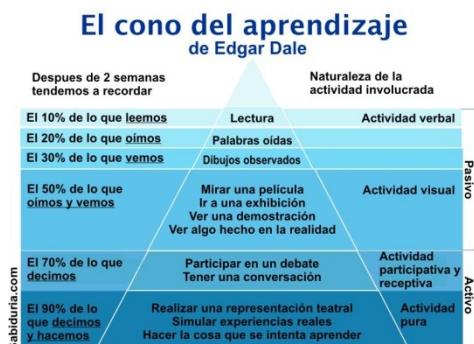 El cono del aprendizaje
de Edgar Dale
Despues de 2 semanas
tendemos a recordar
Naturaleza de la
actividad involucrada
El 10% de lo que leemos
Lectura
Actividad verbal
El 20% de lo que oímos
Palabras oídas
El 30% de lo que vemos
Dibujos observados
El 50% de lo que
oímos y vemos
Mirar una película
Ir a una exhibición
Ver una demostración
Ver algo hecho en la realidad
Actividad visual
Pasivo
El 70% de lo que
decimos
Participar en un debate
Tener una conversación
Actividad
participativa y
receptiva
El 90% de lo
que decimos
y hacemos
Realizar una representación teatral
Simular experiencias reales
Hacer la cosa que se intenta aprender
Actividad
pura
Activo
sabiduria.com